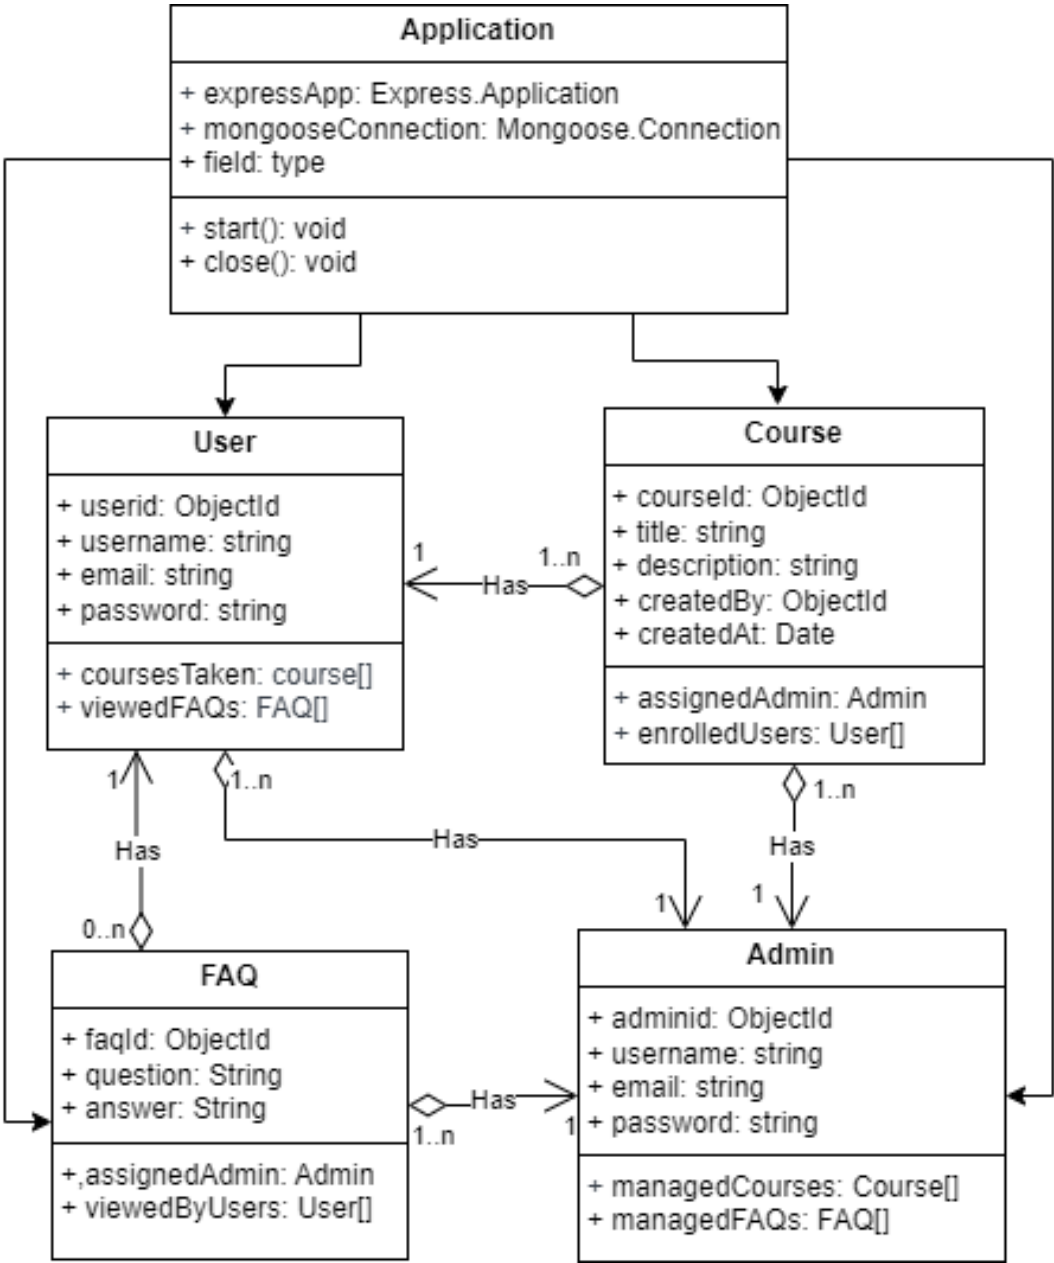 Application
+ expressApp: Express.Application
+ mongooseConnection: Mongoose.Connection
+ field: type
+ start(): void
+ close(): void
User
+ userid: ObjectId
+ username: string
+ email: string
+ password: string
+ coursesTaken: course[]
+ viewedFAQs: FAQ[]
1
Has
1..n
Course
+ courseId: ObjectId
+ title: string
+ description: string
+ createdBy: ObjectId
+ createdAt: Date
+ assignedAdmin: Admin
+ enrolledUsers: User[]
1
Has
0..n
1..n
Has
1
1..n
Has
1
FAQ
+ faqId: ObjectId
+ question: String
+ answer: String
+,assignedAdmin: Admin
+ viewedByUsers: User[]
1..n
Has
1
Admin
+ adminid: ObjectId
+ username: string
+ email: string
+ password: string
+ managedCourses: Course[]
+ managedFAQs: FAQ[]